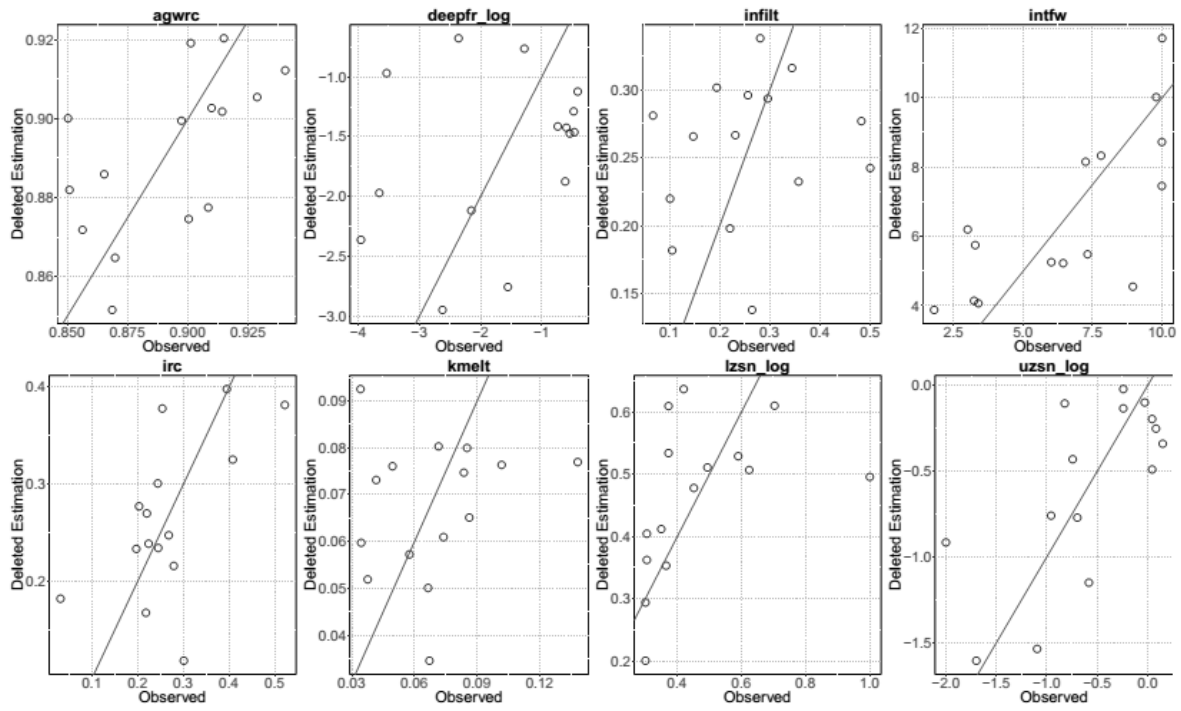 agwrc
deepfr_log
infilt
intfw
0.92
0.90
0.88
0.86
0.850
0.875
0.900
0.925
Deleted Estimation
Observed
−1.0
−1.5
−2.0
−2.5
−3.0
−4
−3
−2
−1
Deleted Estimation
Observed
0.30
0.25
0.20
0.15
0.1
0.2
0.3
0.4
0.5
Deleted Estimation
Observed
12
10
8
6
4
2.5
5.0
7.5
10.0
Deleted Estimation
Observed
irc
kmelt
lzsn_log
uzsn_log
0.4
0.3
0.2
0.1
0.2
0.3
0.4
0.5
Deleted Estimation
Observed
0.09
0.08
0.07
0.06
0.05
0.04
0.03
0.06
0.09
0.12
Deleted Estimation
Observed
0.6
0.5
0.4
0.3
0.2
0.4
0.6
0.8
1.0
Deleted Estimation
Observed
0.0
−0.5
−1.0
−1.5
−2.0
−1.5
−1.0
−0.5
0.0
Deleted Estimation
Observed